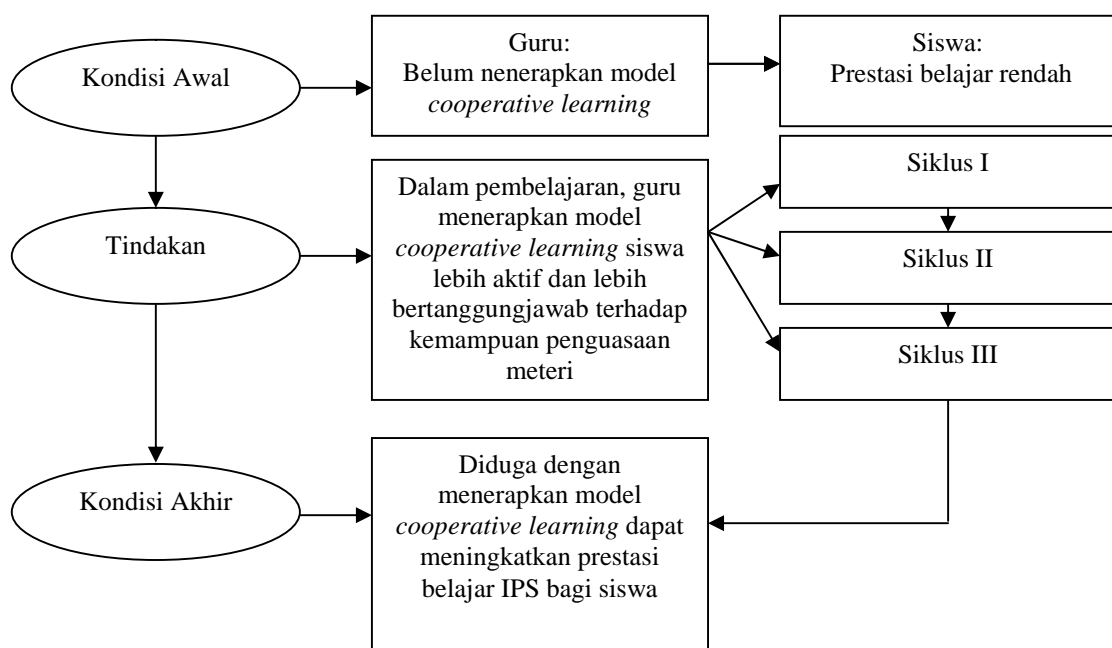 Kondisi Awal
Guru:
Belum nenerapkan model
cooperative learning
Siswa:
Prestasi belajar rendah
Tindakan
Dalam pembelajaran, guru
menerapkan model
cooperative learning siswa
lebih aktif dan lebih
bertanggungjawab terhadap
kemampuan penguasaan
meteri
Siklus I
Siklus II
Siklus III
Kondisi Akhir
Diduga dengan
menerapkan model
cooperative learning dapat
meningkatkan prestasi
belajar IPS bagi siswa